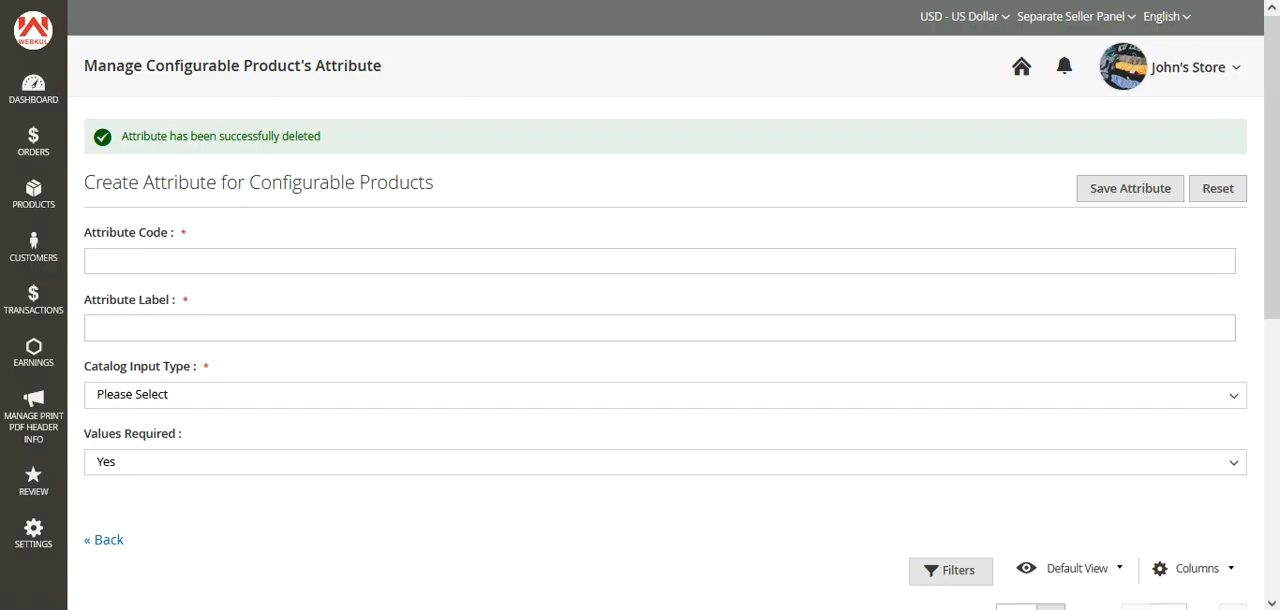 USD - US Dollar Separate Seller Panel English
WEBKUL
Manage Configurable Product's Attribute
John's Store
DASHBOARD
ORDERS
PRODUCTS
CUSTOMERS
TRANSACTIONS
EARNINGS
MANAGE PRINT
PDF HEADER
INFO
REVIEW
SETTINGS
Attribute has been successfully deleted
Create Attribute for Configurable Products
Save Attribute Reset
Attribute Code : *
Attribute Label : *
Catalog Input Type : *
Please Select
Values Required :
Yes
« Back
Filters Default View Columns